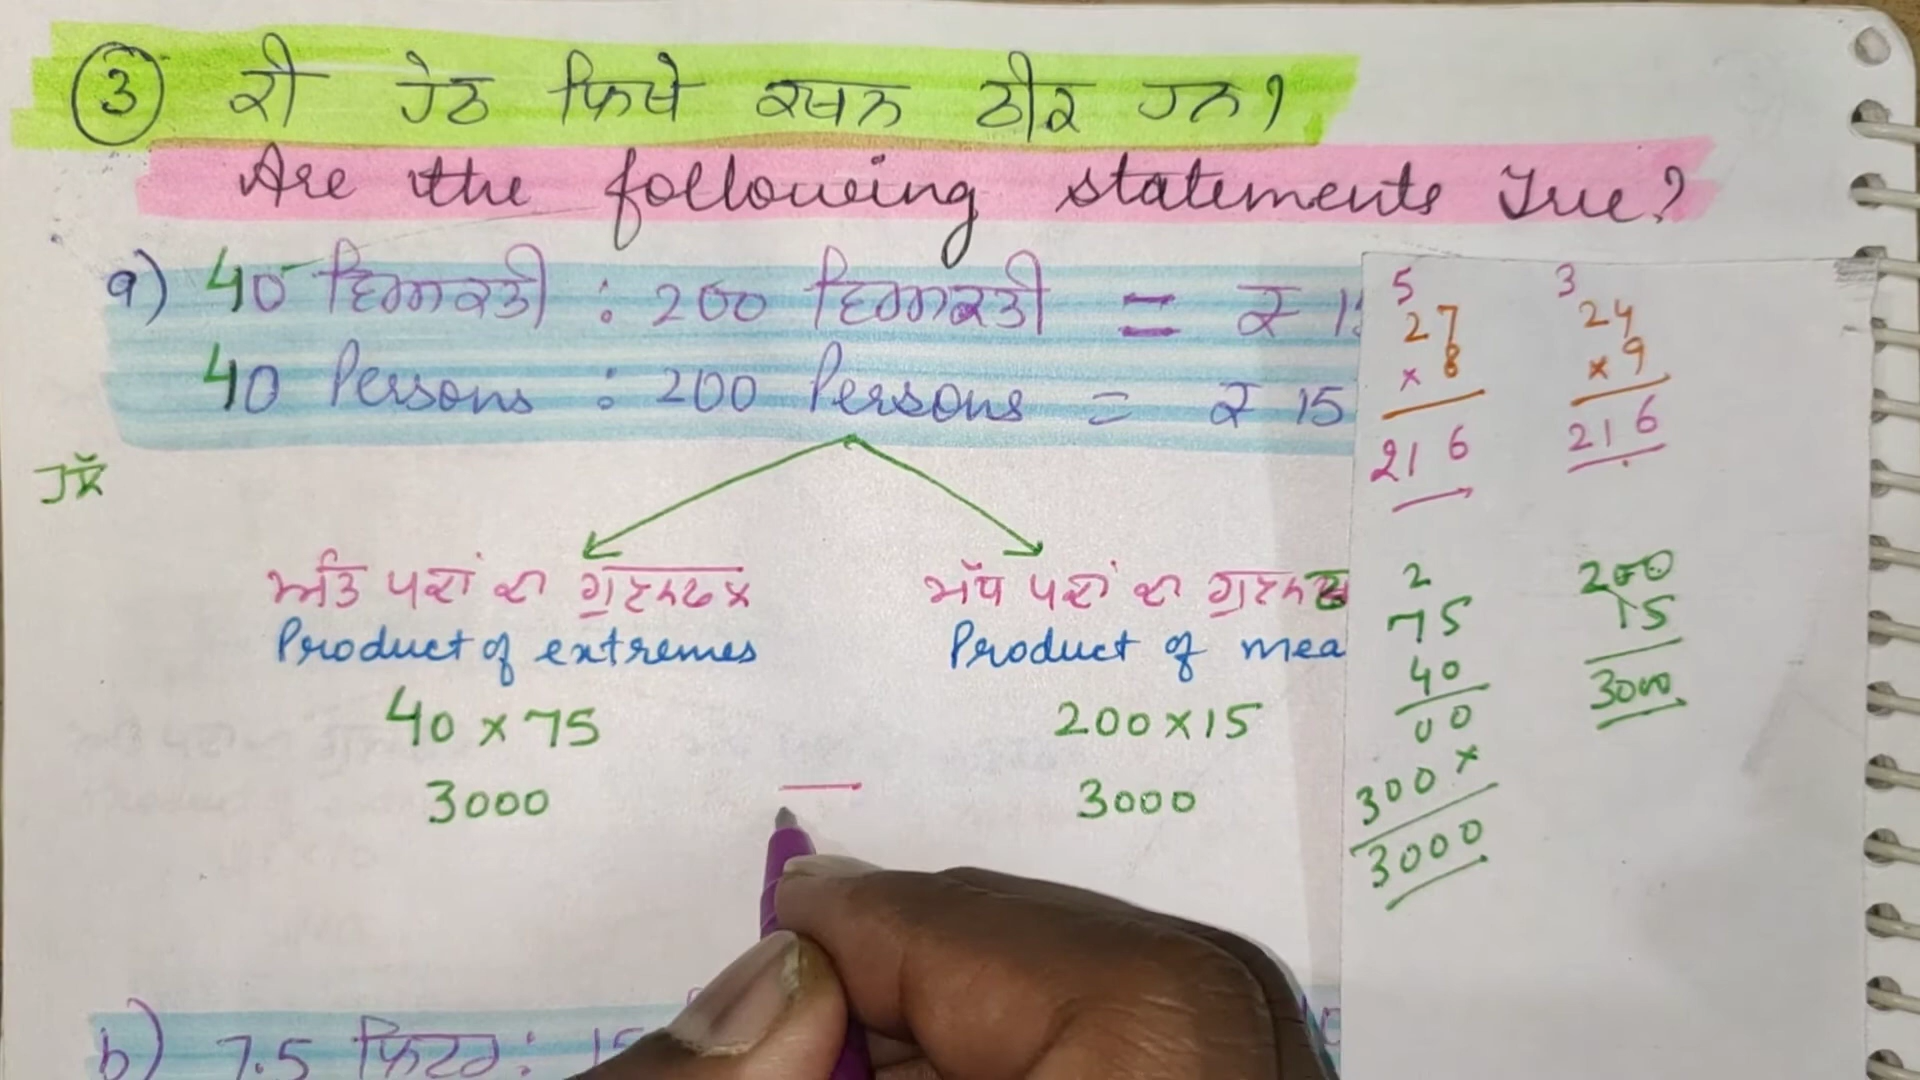 ③ ਕੀ ਹੇਠ ਲਿਖੇ ਕਥਨ ਠੀਕ ਹਨ?
Are the following statements True?
a) 40 ਵਿਅਕਤੀ : 200 ਵਿਅਕਤੀ = ₹ 15
40 Persons : 200 Persons = ₹ 15
ਹੱਲ
ਅੰਤ ਪਦਾਂ ਦਾ ਗੁਣਨਫਲ
ਮੱਧ ਪਦਾਂ ਦਾ
Product of extremes
Product of mea
40 x 75
200 x 15
3000
3000
b) 7.5 ਲਿਟਰ : 15
5
27
x 8
216
3
24
x 9
216
2
75
40
00
300 x
3000
200
15
3000